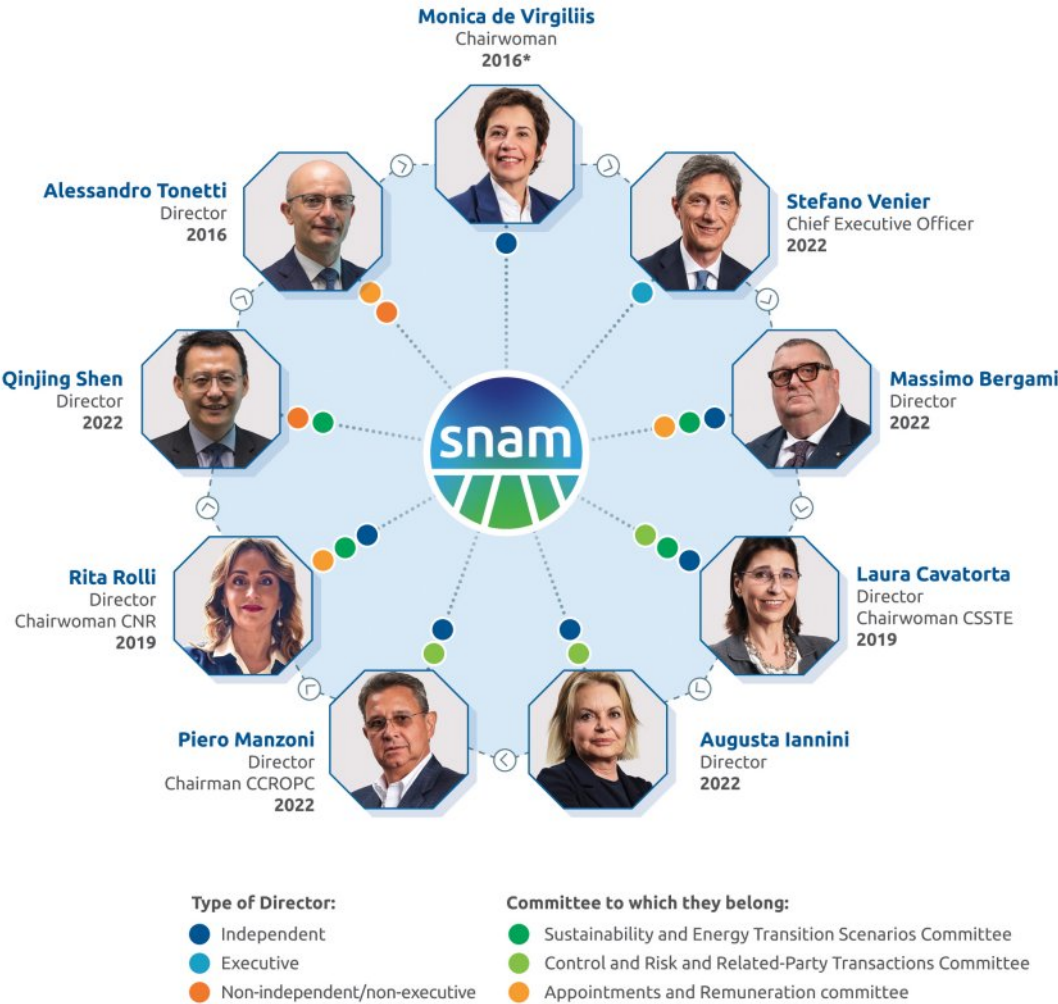 Monica de Virgiliis
Chairwoman
2016*
Alessandro Tonetti
Director
2016
Stefano Venier
Chief Executive Officer
2022
Qinjing Shen
Director
2022
Massimo Bergami
Director
2022
snam
Rita Rolli
Director
Chairwoman CNR
2019
Laura Cavatorta
Director
Chairwoman CSSTE
2019
Piero Manzoni
Director
Chairman CCROPC
2022
Augusta Iannini
Director
2022
Type of Director:
Independent
Executive
Non-independent/non-executive
Committee to which they belong:
Sustainability and Energy Transition Scenarios Committee
Control and Risk and Related-Party Transactions Committee
Appointments and Remuneration committee